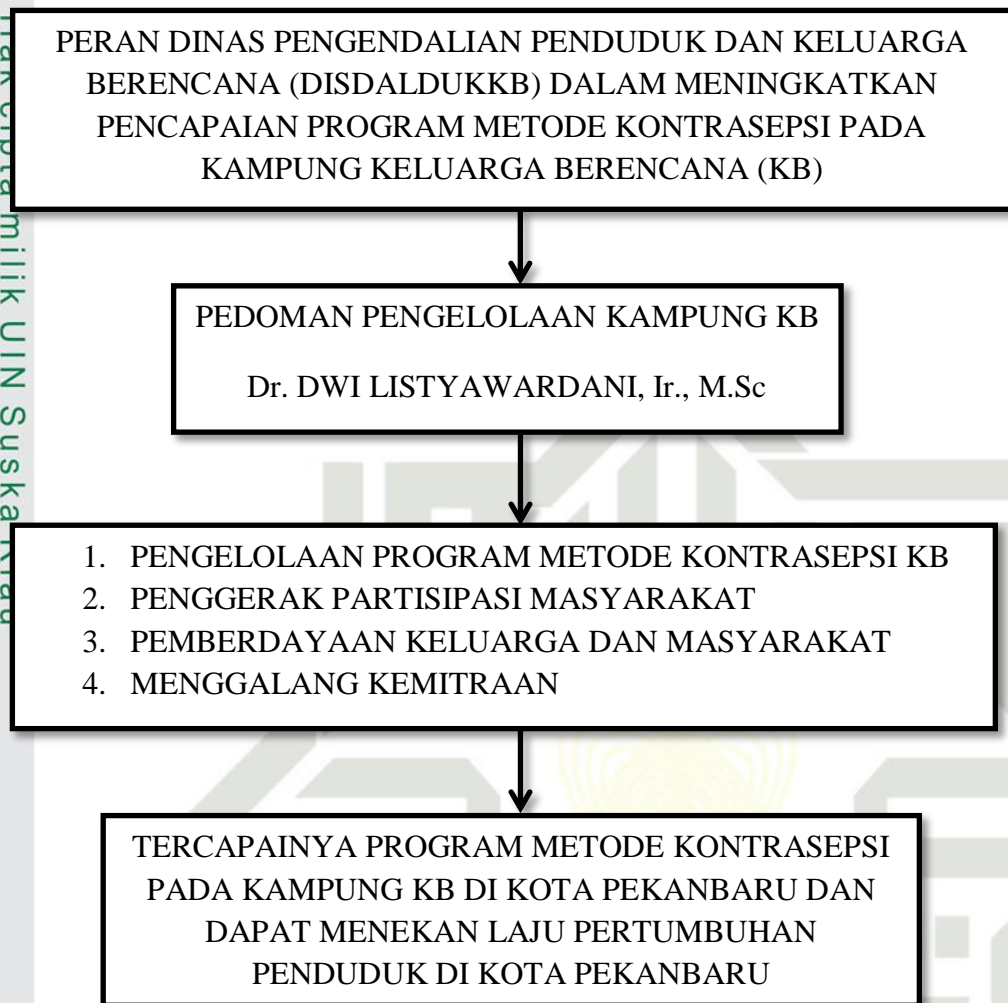 PERAN DINAS PENGENDALIAN PENDUDUK DAN KELUARGA
BERENCANA (DISDALDUKKB) DALAM MENINGKATKAN
PENCAPAIAN PROGRAM METODE KONTRASEPSI PADA
KAMPUNG KELUARGA BERENCANA (KB)
PEDOMAN PENGELOLAAN KAMPUNG KB
Dr. DWI LISTYAWARDANI, Ir., M.Sc
1. PENGELOLAAN PROGRAM METODE KONTRASEPSI KB
2. PENGGERAK PARTISIPASI MASYARAKAT
3. PEMBERDAYAAN KELUARGA DAN MASYARAKAT
4. MENGGALANG KEMITRAAN
TERCAPAINYA PROGRAM METODE KONTRASEPSI
PADA KAMPUNG KB DI KOTA PEKANBARU DAN
DAPAT MENEKAN LAJU PERTUMBUHAN
PENDUDUK DI KOTA PEKANBARU
milik UIN Suska